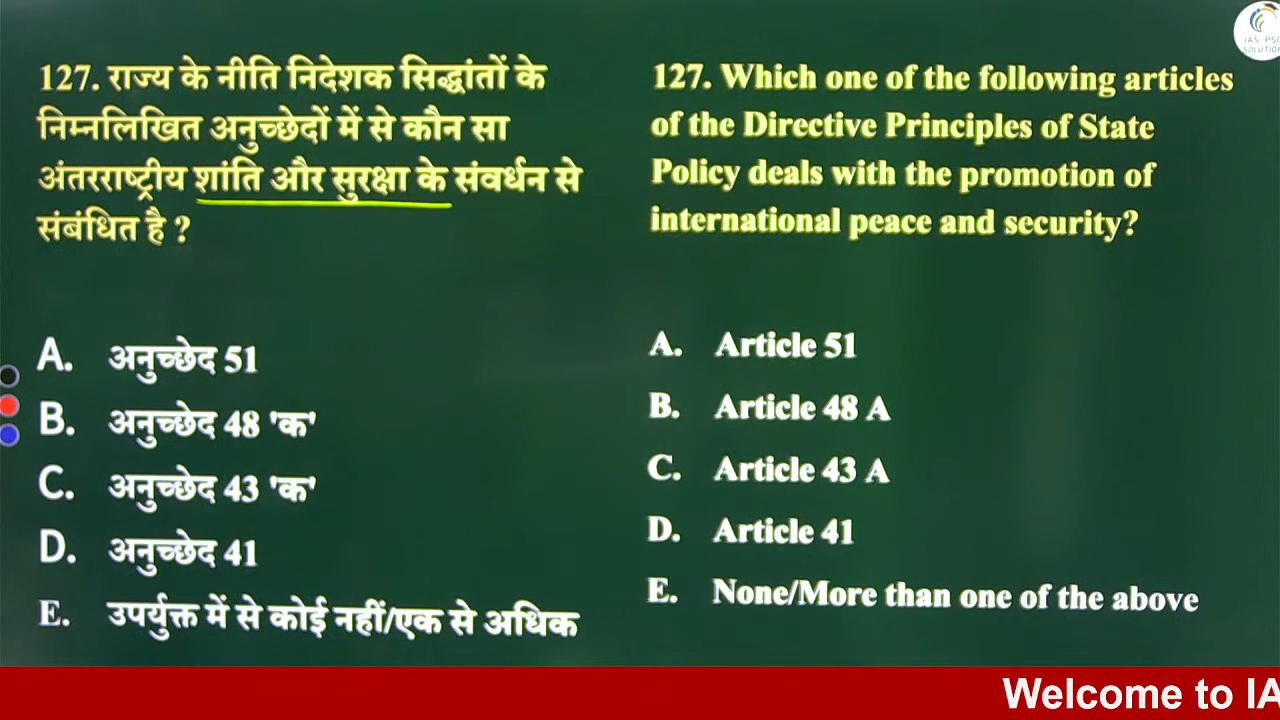 127. राज्य के नीति निदेशक सिद्धांतों के
निम्नलिखित अनुच्छेदों में से कौन सा
अंतरराष्ट्रीय शांति और सुरक्षा के संवर्धन से
संबंधित है ?
A. अनुच्छेद 51
B. अनुच्छेद 48 'क'
C. अनुच्छेद 43 'क'
D. अनुच्छेद 41
E. उपर्युक्त में से कोई नहीं/एक से अधिक
127. Which one of the following articles
of the Directive Principles of State
Policy deals with the promotion of
international peace and security?
A. Article 51
B. Article 48 A
C. Article 43 A
D. Article 41
E. None/More than one of the above
IAS PSC
SOLUTION
Welcome to IA